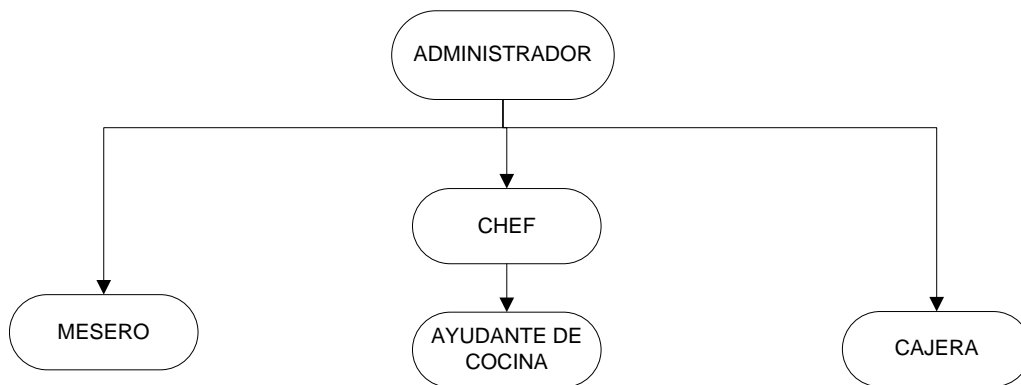 ADMINISTRADOR
CHEF
MESERO
AYUDANTE DE
COCINA
CAJERA